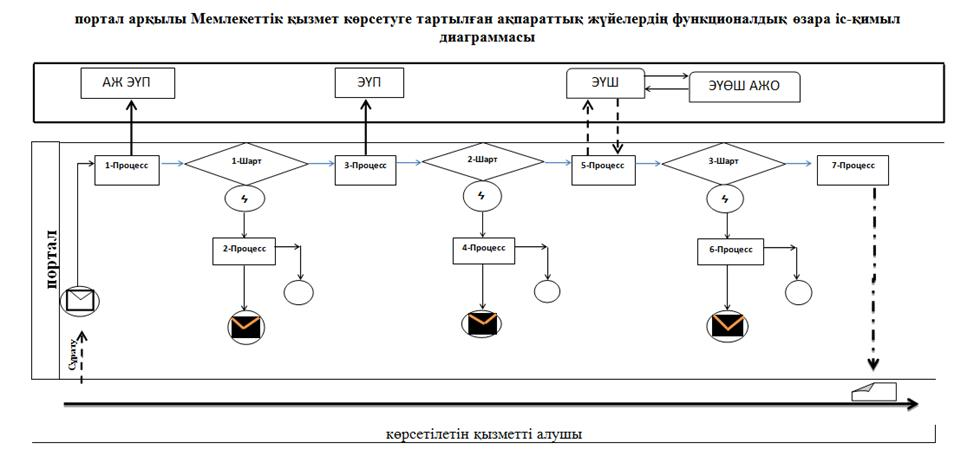 портал арқылы Мемлекеттік қызмет көрсетуге тартылған ақпараттық жүйелердің функционалдық өзара іс-қимыл
диаграммасы
АЖ ЭҮП
ЭҮП
ЭҮШ
ЭҮӨШ АЖО
1-Процесс
1-Шарт
3-Процесс
2-Шарт
5-Процесс
3-Шарт
7-Процесс
2-Процесс
4-Процесс
6-Процесс
портал
Сұрату
көрсетілетін қызметті алушы